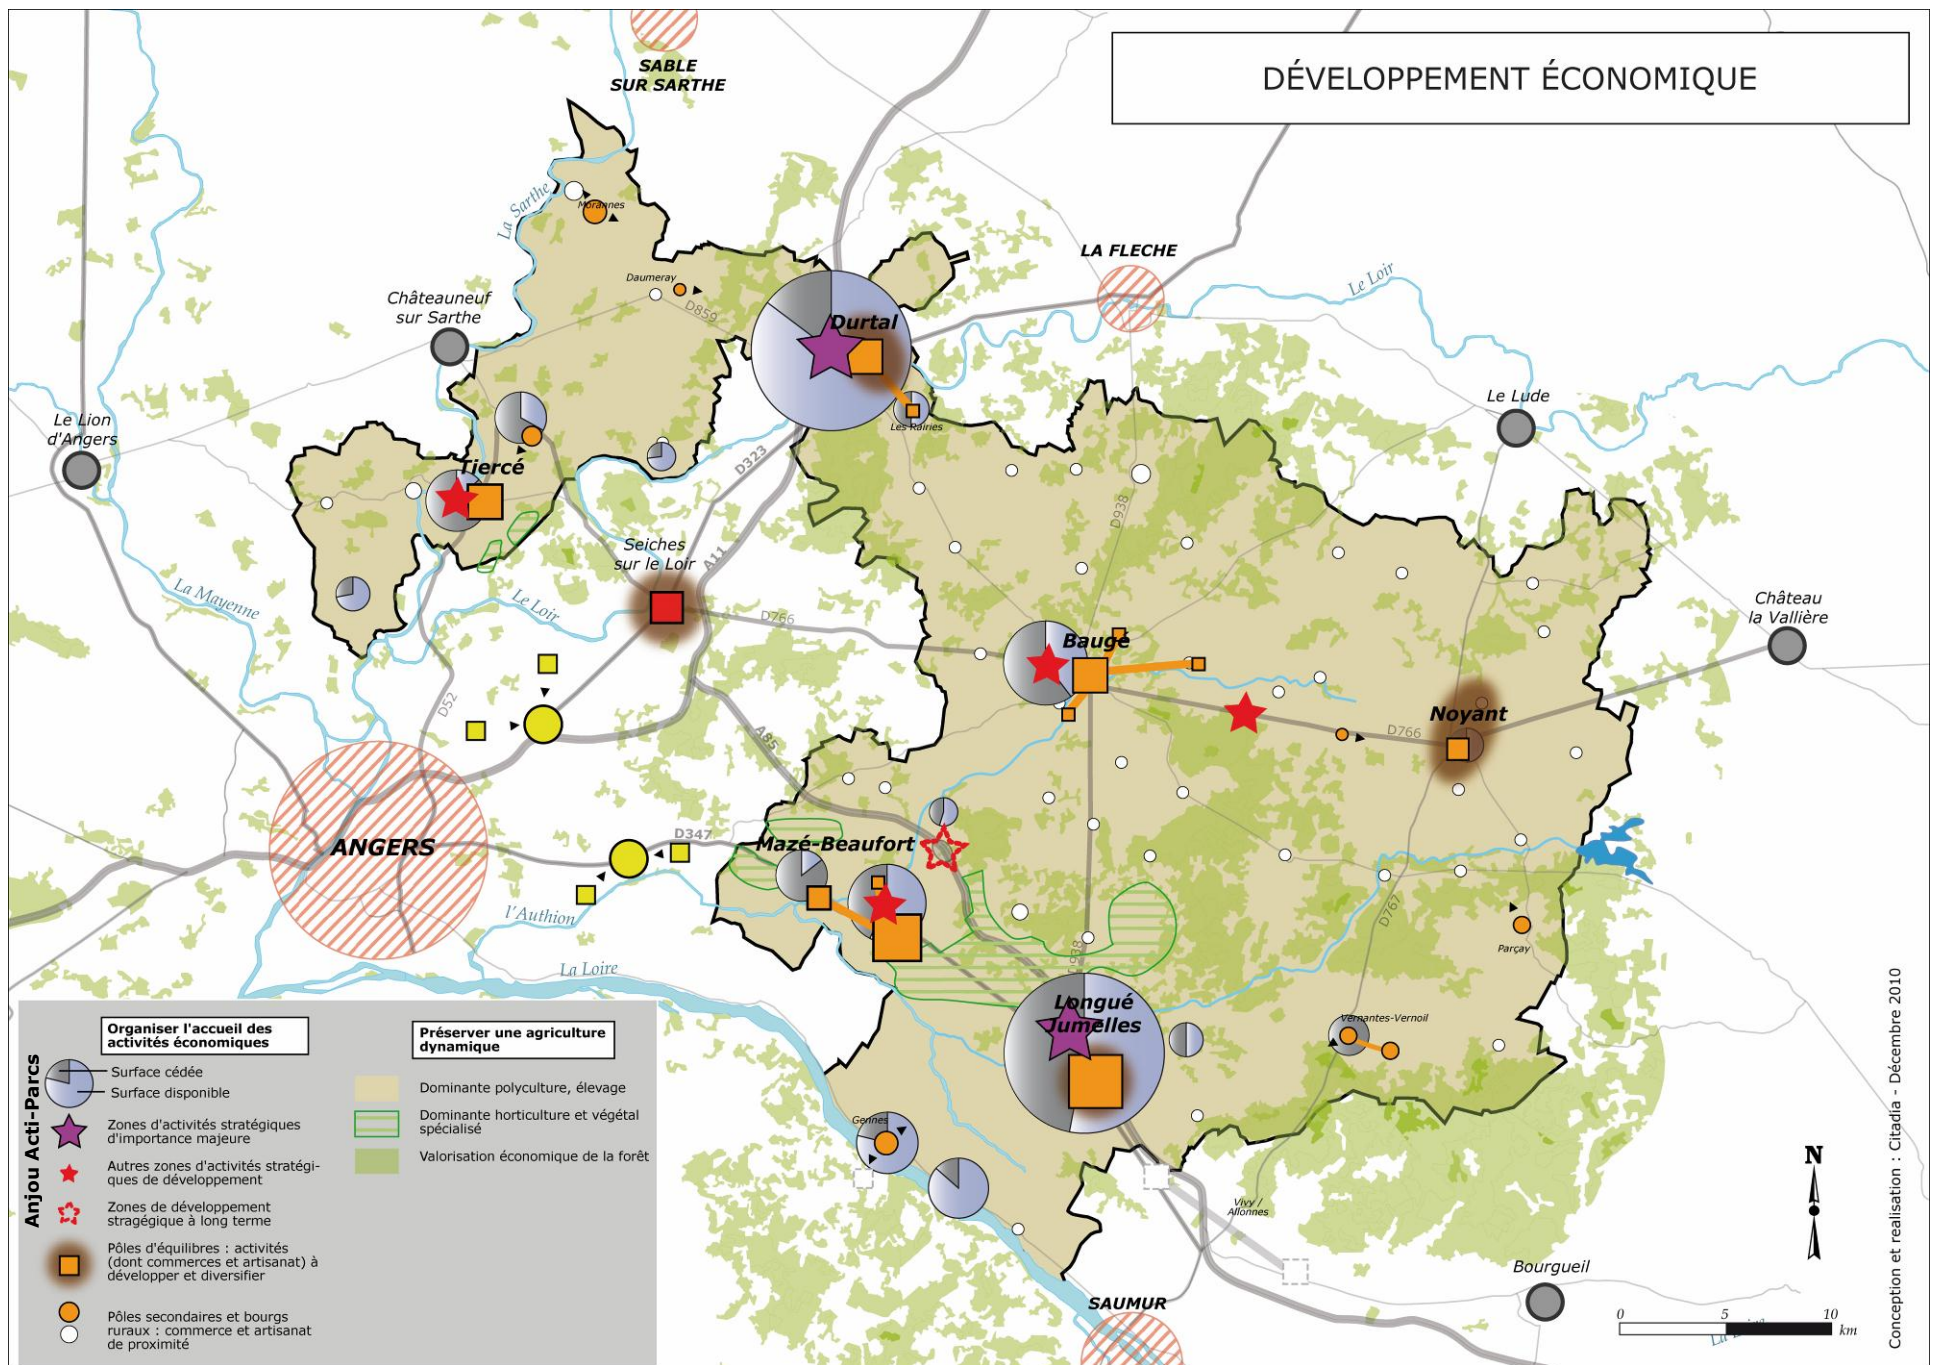 DÉVELOPPEMENT ÉCONOMIQUE
SABLE
SUR SARTHE
La Sarthe
Morannes
Daumeray
D859
Châteauneuf
sur Sarthe
LA FLECHE
Le Loir
Durtal
Les Rairies
Le Lude
Le Lion
d'Angers
Tiercé
D323
D938
Seiches
sur le Loir
A11
La Mayenne
Le Loir
D766
Château
la Vallière
Baugé
D52
A85
Noyant
D766
ANGERS
D347
Mazé-Beaufort
l'Authion
D767
Parçay
D938
La Loire
Longué
Jumelles
Vernantes-Vernoil
Gennes
Vivy /
Allonnes
SAUMUR
Bourgueil
N
0 5 10
km
La Loire
Conception et realisation : Citadia - Décembre 2010
Anjou Acti-Parcs
Organiser l'accueil des
activités économiques
Surface cédée
Surface disponible
Zones d'activités stratégiques
d'importance majeure
Autres zones d'activités stratégi-
ques de développement
Zones de développement
stragégique à long terme
Pôles d'équilibres : activités
(dont commerces et artisanat) à
développer et diversifier
Pôles secondaires et bourgs
ruraux : commerce et artisanat
de proximité
Préserver une agriculture
dynamique
Dominante polyculture, élevage
Dominante horticulture et végétal
spécialisé
Valorisation économique de la forêt